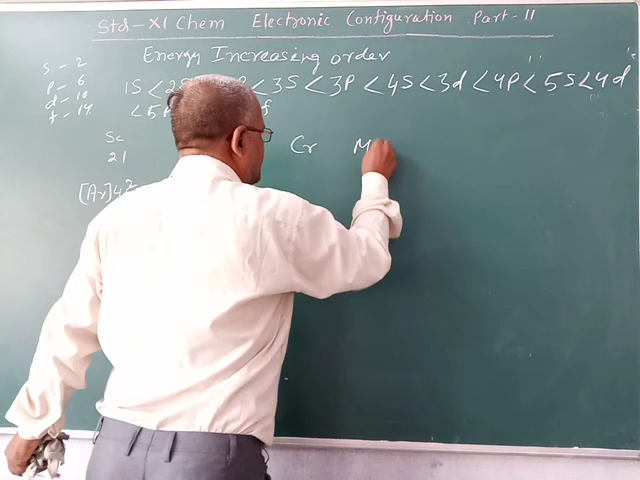 Std - XI Chem Electronic Configuration Part - II
Energy Increasing order
s - 2
p - 6
d - 10
f - 14
1S < 2S < 3S < 3P < 4S < 3d < 4P < 5S < 4d
< 5
Sc Cr M
21
[Ar] 4